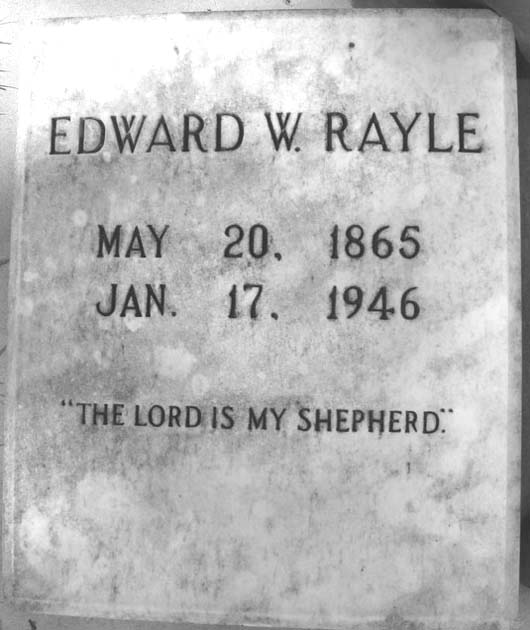 EDWARD W. RAYLE
MAY 20, 1865
JAN. 17, 1946
"THE LORD IS MY SHEPHERD."